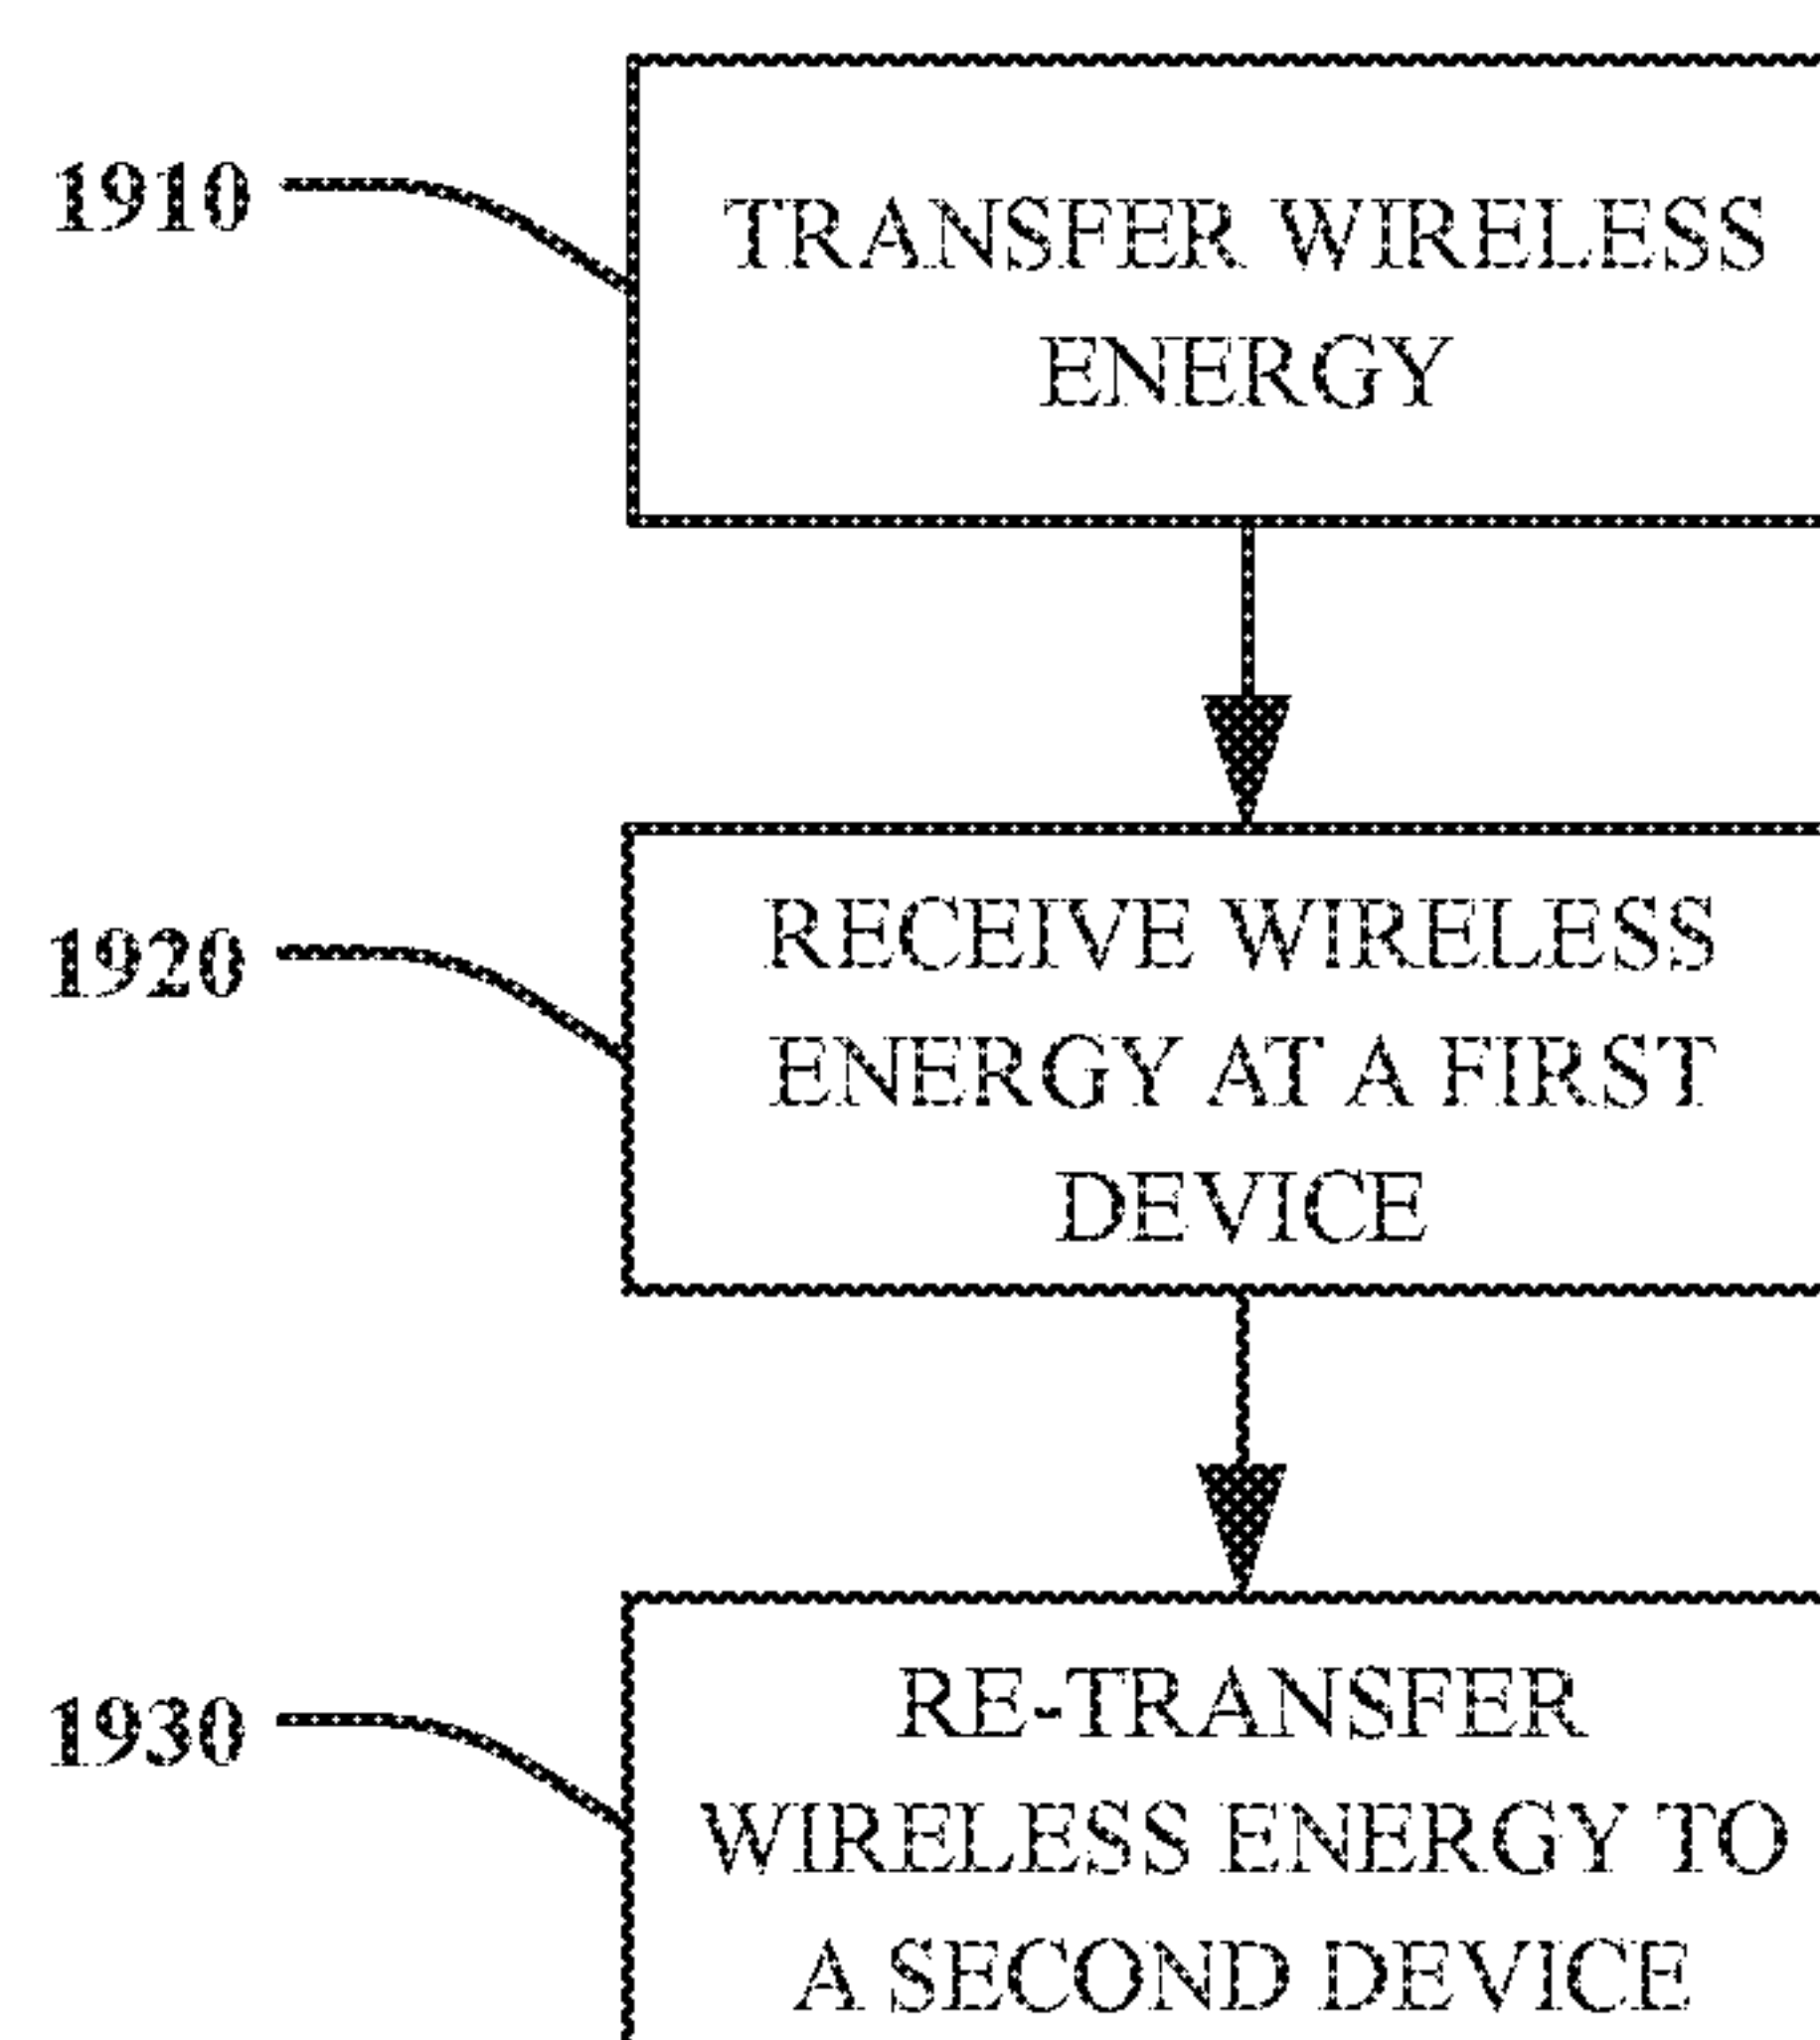 1910
TRANSFER WIRELESS
ENERGY
1920
RECEIVE WIRELESS
ENERGY AT A FIRST
DEVICE
1930
RE-TRANSFER
WIRELESS ENERGY TO
A SECOND DEVICE